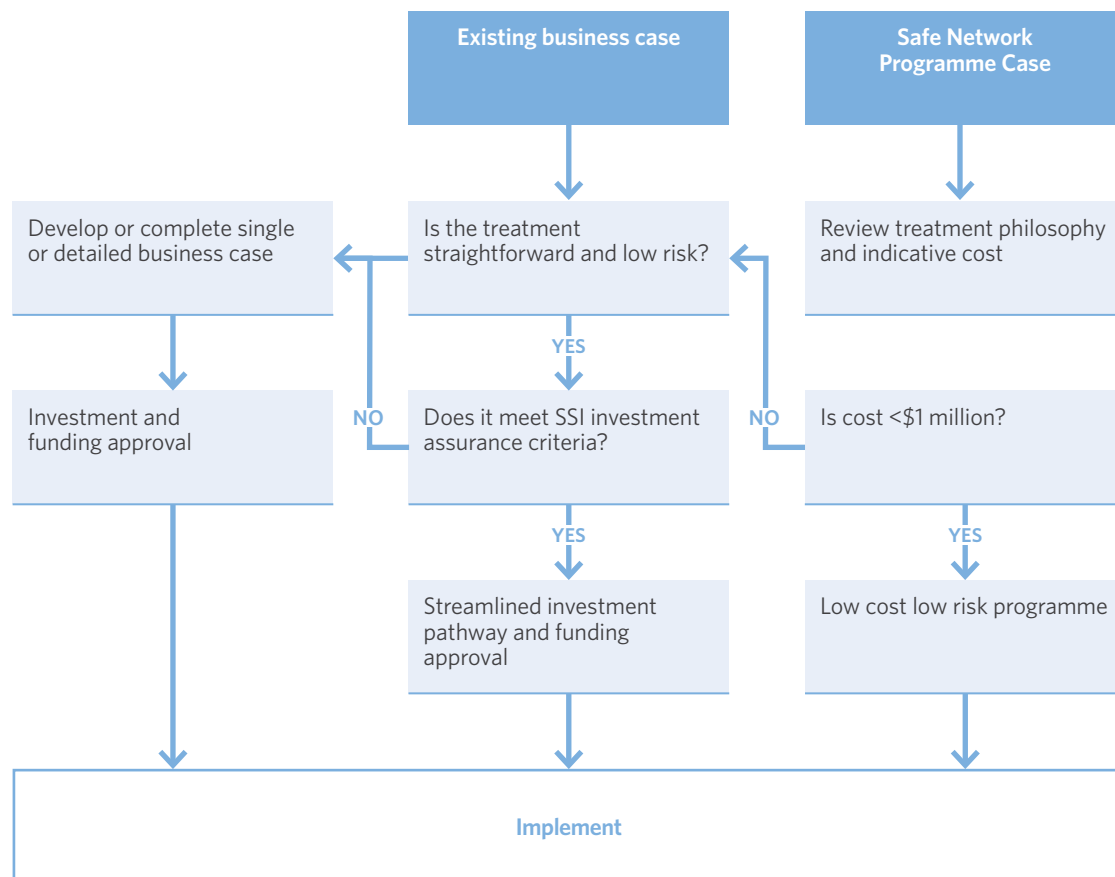 Existing business case
Safe Network
Programme Case
Develop or complete single
or detailed business case
Is the treatment
straightforward and low risk?
Review treatment philosophy
and indicative cost
YES
Investment and
funding approval
NO
Does it meet SSI investment
assurance criteria?
NO
Is cost <$1 million?
YES
YES
Streamlined investment
pathway and funding
approval
Low cost low risk programme
Implement